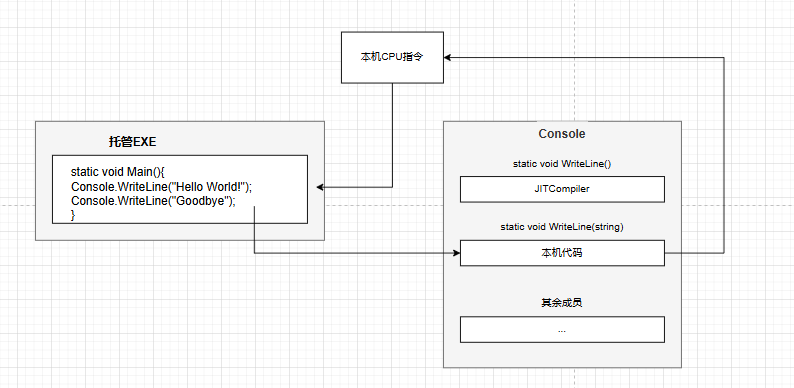 本机CPU指令
托管EXE
static void Main(){
Console.WriteLine("Hello World!");
Console.WriteLine("Goodbye");
}
Console
static void WriteLine()
JITCompiler
static void WriteLine(string)
本机代码
其余成员
...